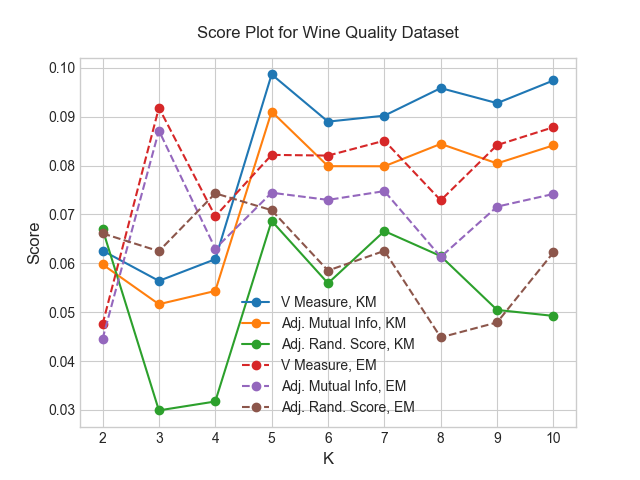 Score Plot for Wine Quality Dataset
0.10
0.09
0.08
0.07
0.06
0.05
0.04
0.03
Score
V Measure, KM
Adj. Mutual Info, KM
Adj. Rand. Score, KM
V Measure, EM
Adj. Mutual Info, EM
Adj. Rand. Score, EM
2 3 4 5 6 7 8 9 10
K